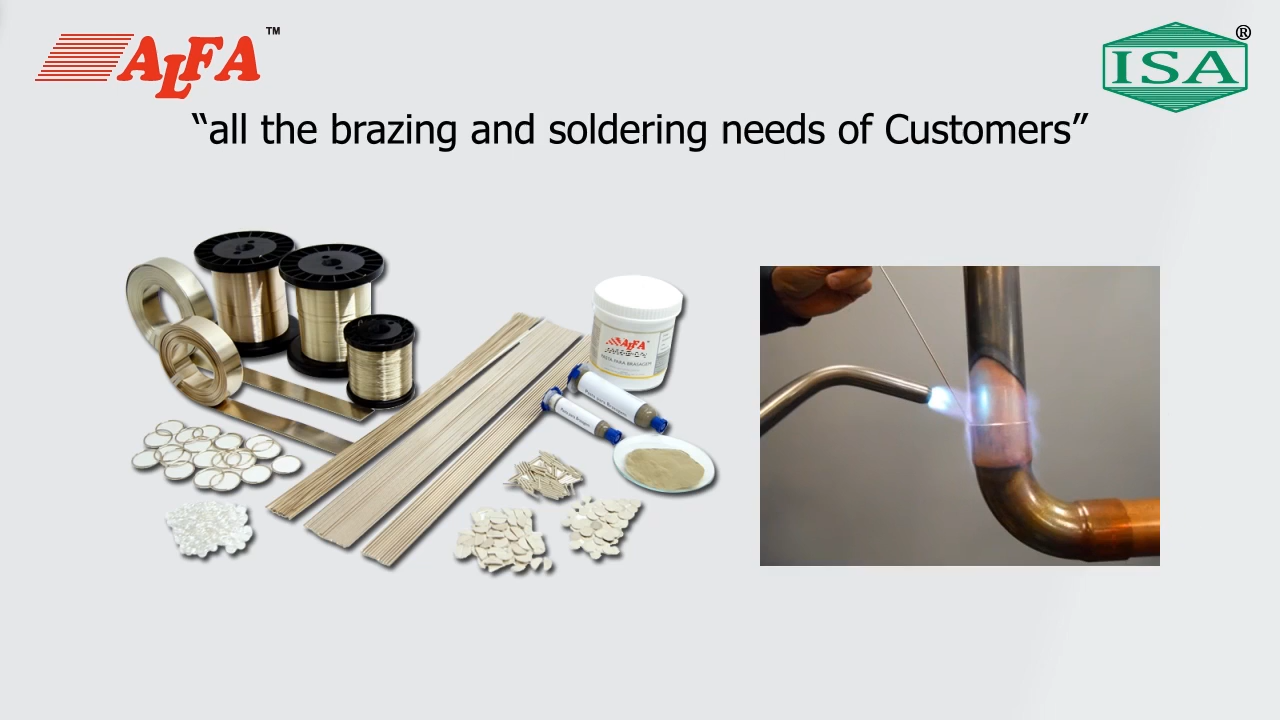 ALFA™
ISA®
“all the brazing and soldering needs of Customers”
ALFA